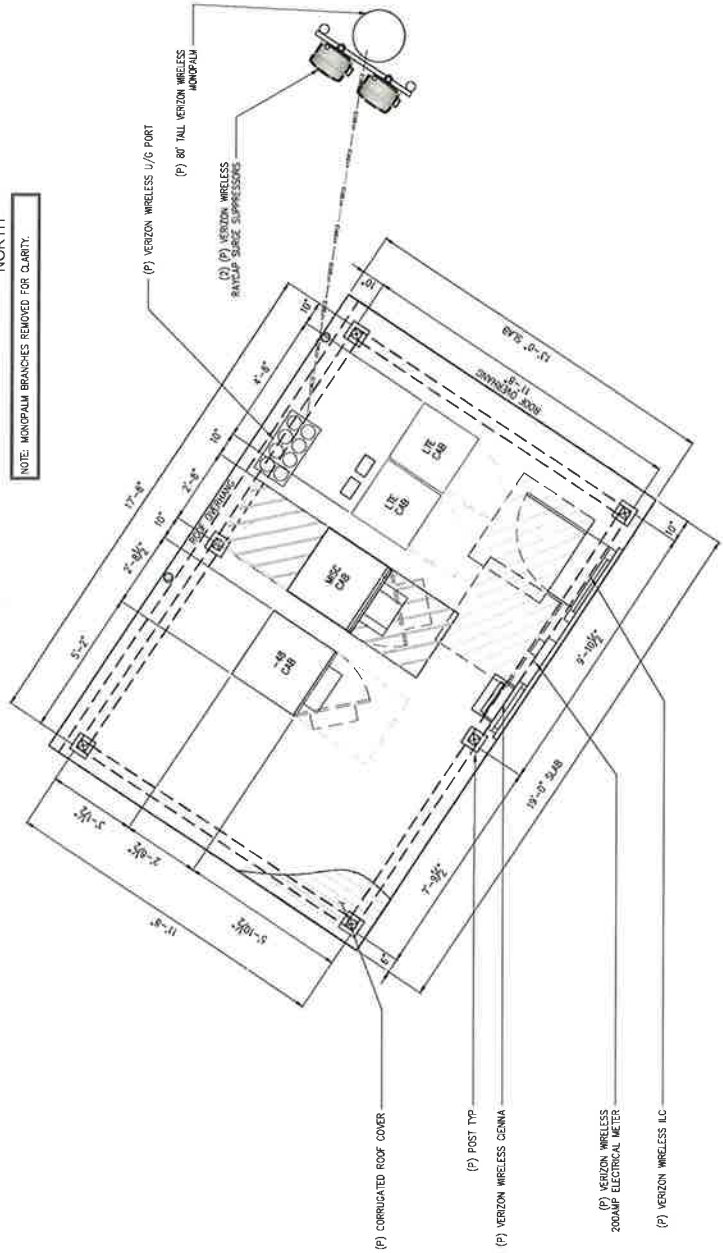 NORTH
NOTE: MONOPALM BRANCHES REMOVED FOR CLARITY.
(P) VERIZON WIRELESS U/G PORT
(P) 80' TALL VERIZON WIRELESS
MONOPALM
(2) (P) VERIZON WIRELESS
RAYCAP SURGE SUPPRESSORS
17'-6"
5'-2"
2'-8½"
10"
2'-6"
10"
4'-6"
10"
ROOF OVERHANG
10"
13'-0" SLAB
11'-8"
ROOF OVERHANG
LTE
CAB
LTE
CAB
MISC
CAB
-48
CAB
3'-1½"
2'-8½"
11'-8"
5'-10½"
6"
7'-9½"
19'-0" SLAB
9'-10½"
10"
(P) CORRUGATED ROOF COVER
(P) POST TYP
(P) VERIZON WIRELESS CIENNA
(P) VERIZON WIRELESS
200AMP ELECTRICAL METER
(P) VERIZON WIRELESS ILC